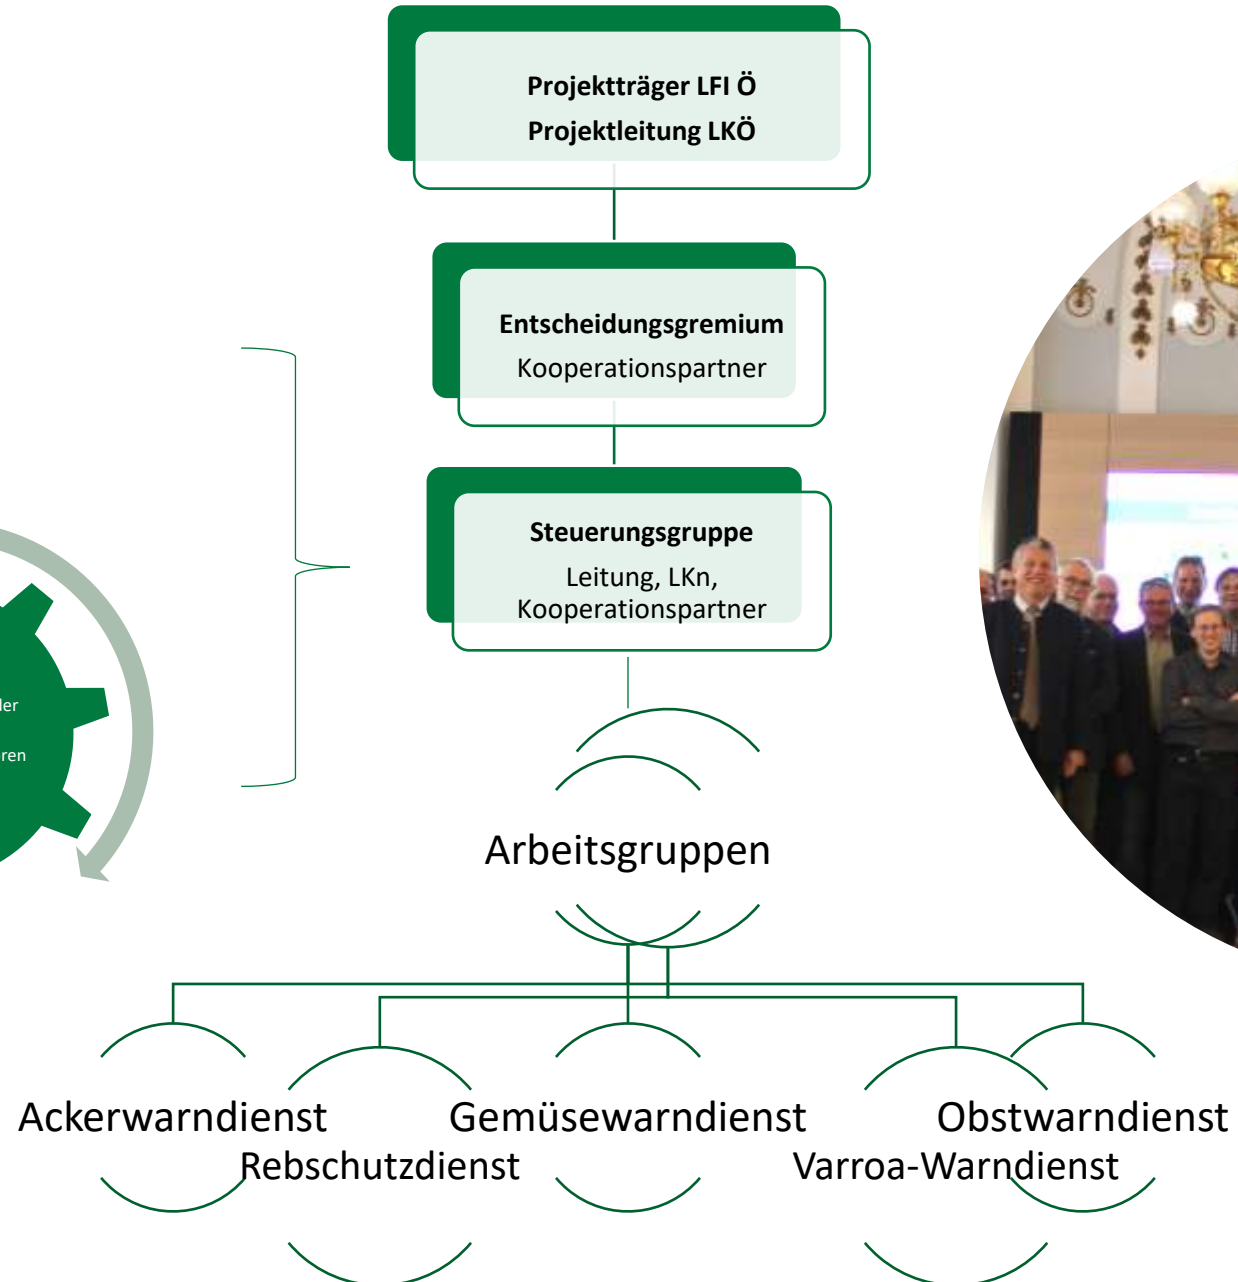 Projektträger LFI Ö
Projektleitung LKÖ
Entscheidungsgremium
Kooperationspartner
Steuerungsgruppe
Leitung, LKn,
Kooperationspartner
Arbeitsgruppen
Ackerwarndienst
Gemüsewarndienst
Obstwarndienst
Rebschutzdienst
Varroa-Warndienst